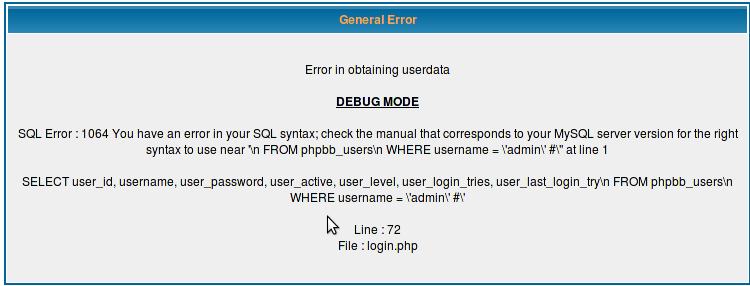 General Error
Error in obtaining userdata
DEBUG MODE
SQL Error : 1064 You have an error in your SQL syntax; check the manual that corresponds to your MySQL server version for the right
syntax to use near '\n FROM phpbb_users\n WHERE username = \'admin\' #\'' at line 1
SELECT user_id, username, user_password, user_active, user_level, user_login_tries, user_last_login_try\n FROM phpbb_users\n
WHERE username = \'admin\' #\'
Line : 72
File : login.php